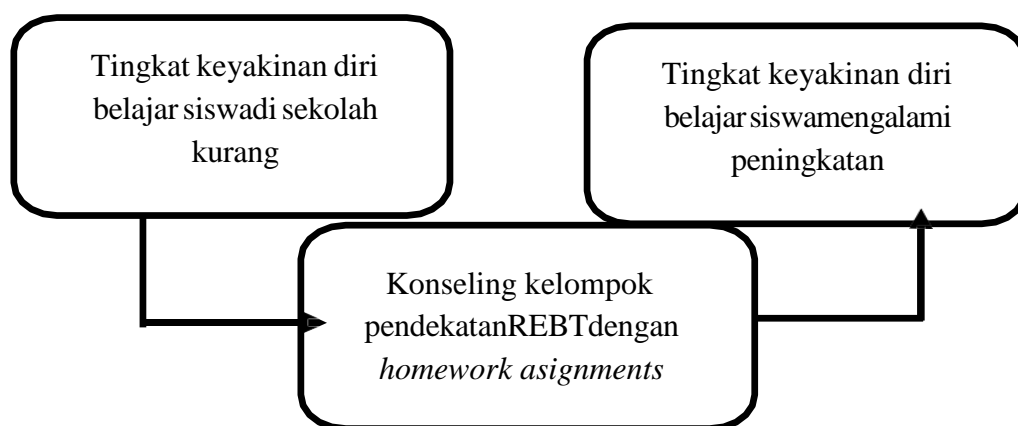 Tingkat keyakinan diri
belajar siswadi sekolah
kurang
Tingkat keyakinan diri
belajar siswamengalami
peningkatan
Konseling kelompok
pendekatanREBTdengan
homework asignments